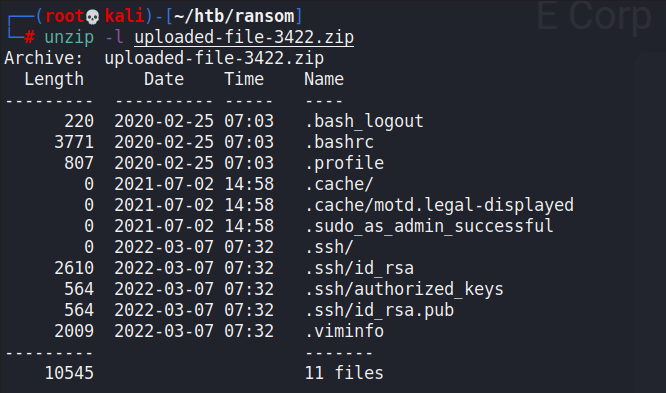 E Corp
┌──(root💀kali)-[~/htb/ransom]
└─# unzip -l uploaded-file-3422.zip
Archive:  uploaded-file-3422.zip
  Length      Date    Time    Name
---------  ---------- -----   ----
      220  2020-02-25 07:03   .bash_logout
     3771  2020-02-25 07:03   .bashrc
      807  2020-02-25 07:03   .profile
        0  2021-07-02 14:58   .cache/
        0  2021-07-02 14:58   .cache/motd.legal-displayed
        0  2021-07-02 14:58   .sudo_as_admin_successful
        0  2022-03-07 07:32   .ssh/
     2610  2022-03-07 07:32   .ssh/id_rsa
      564  2022-03-07 07:32   .ssh/authorized_keys
      564  2022-03-07 07:32   .ssh/id_rsa.pub
     2009  2022-03-07 07:32   .viminfo
---------                     -------
    10545                     11 files